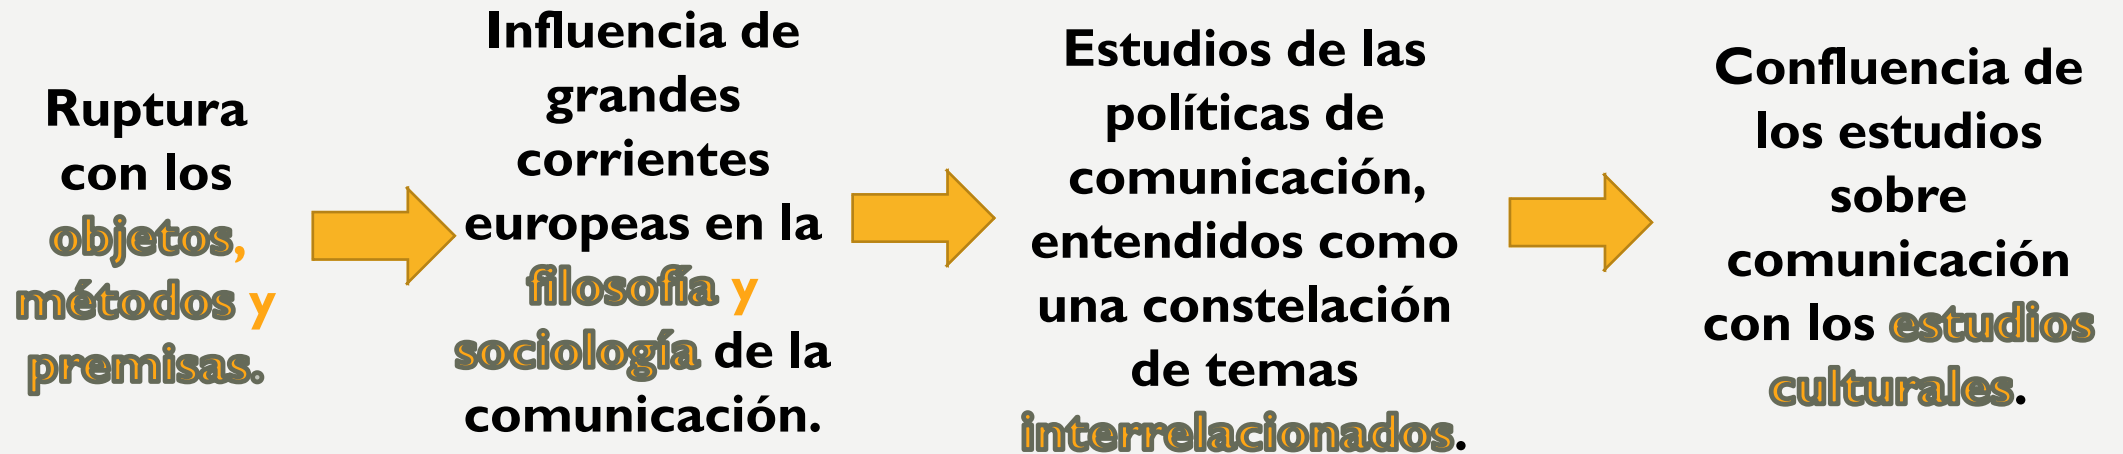 Ruptura
con los
objetos,
métodos y
premisas.
Influencia de
grandes
corrientes
europeas en la
filosofía y
sociología de la
comunicación.
Estudios de las
políticas de
comunicación,
entendidos como
una constelación
de temas
interrelacionados.
Confluencia de
los estudios
sobre
comunicación
con los estudios
culturales.